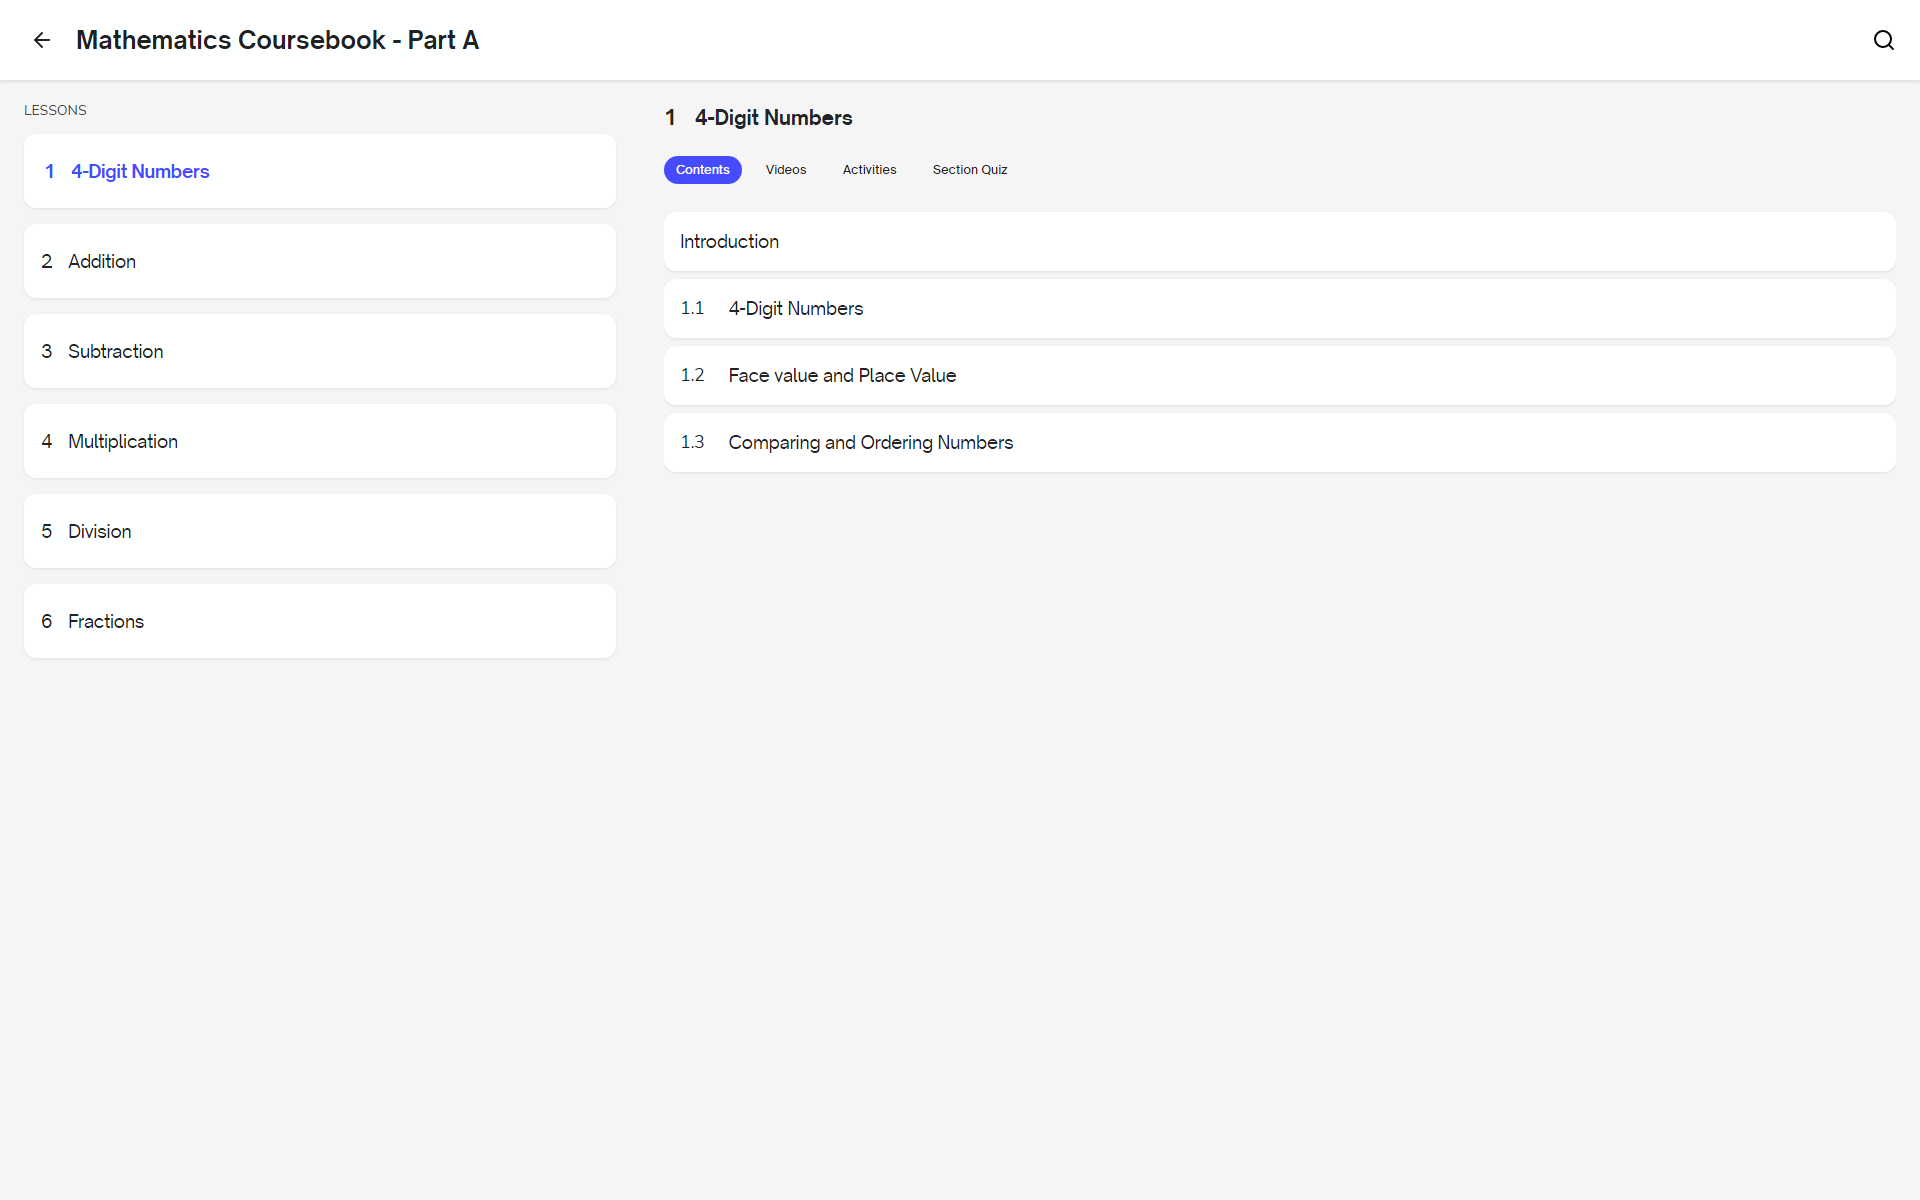 Mathematics Coursebook - Part A
LESSONS
1 4-Digit Numbers
2 Addition
3 Subtraction
4 Multiplication
5 Division
6 Fractions
1 4-Digit Numbers
Contents Videos Activities Section Quiz
Introduction
1.1 4-Digit Numbers
1.2 Face value and Place Value
1.3 Comparing and Ordering Numbers